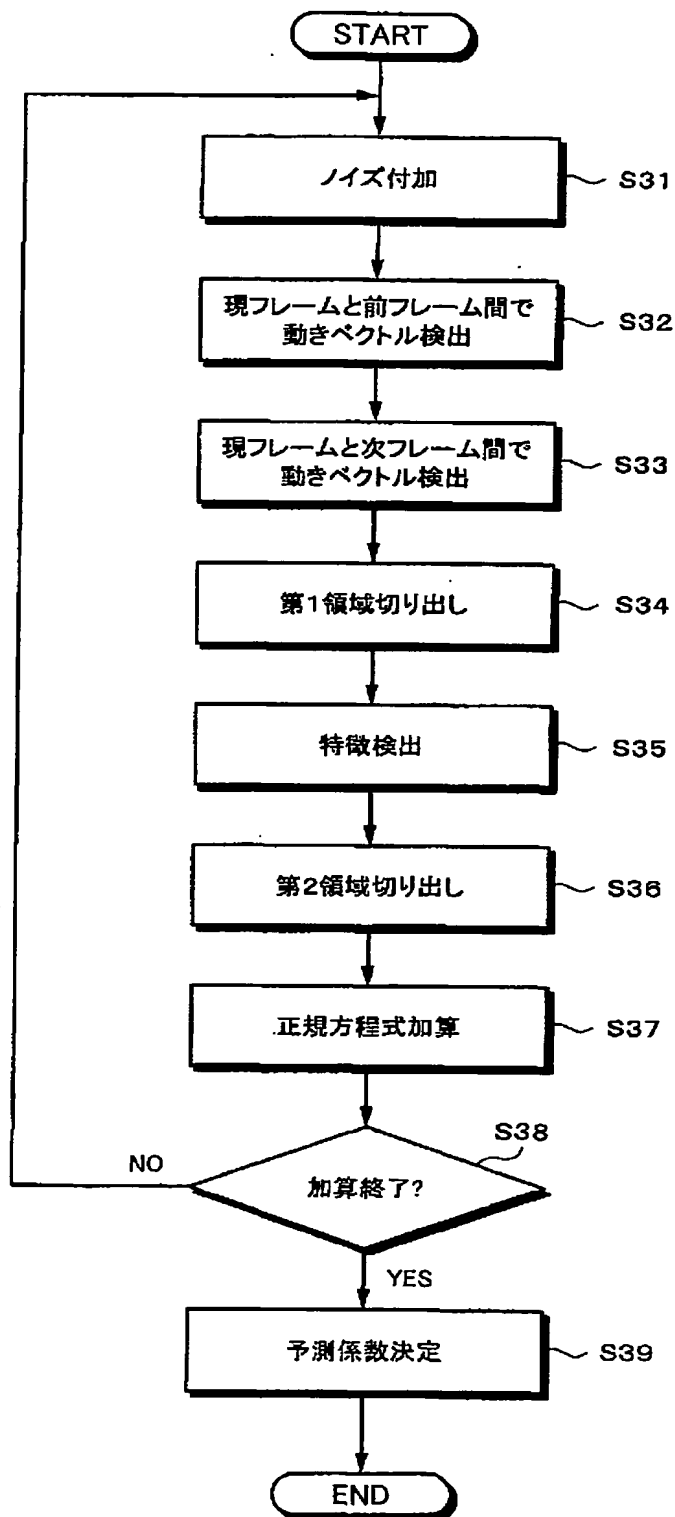 START
ノイズ付加
S31
現フレームと前フレーム間で
動きベクトル検出
S32
現フレームと次フレーム間で
動きベクトル検出
S33
第1領域切り出し
S34
特徴検出
S35
第2領域切り出し
S36
正規方程式加算
S37
S38
加算終了?
NO
YES
予測係数決定
S39
END